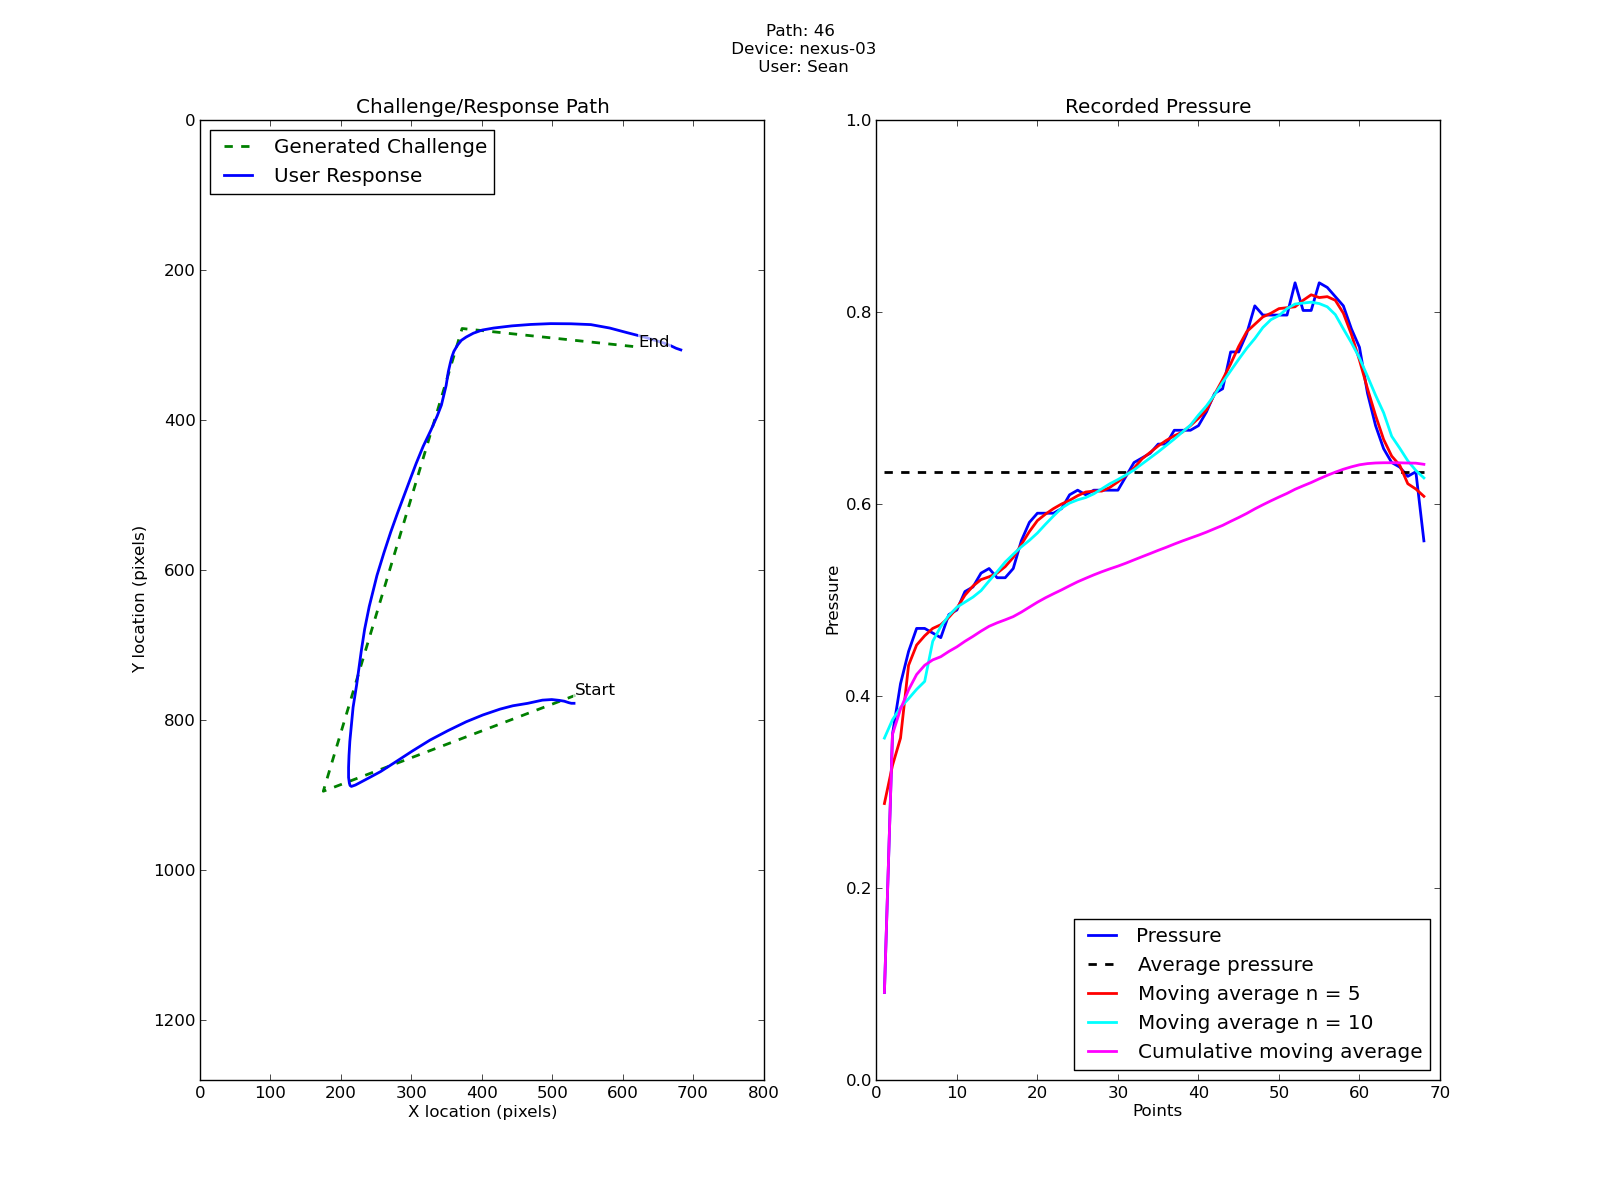 Path: 46
Device: nexus-03
User: Sean
Challenge/Response Path
Generated Challenge
User Response
End
Start
0
200
400
600
800
1000
1200
Y location (pixels)
0 100 200 300 400 500 600 700 800
X location (pixels)
Recorded Pressure
1.0
0.8
0.6
0.4
0.2
0.0
Pressure
Pressure
Average pressure
Moving average n = 5
Moving average n = 10
Cumulative moving average
0 10 20 30 40 50 60 70
Points